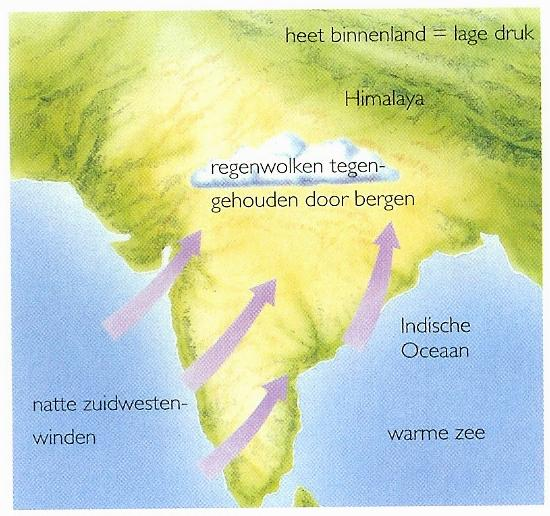 heet binnenland = lage druk
Himalaya
regenwolken tegen-
gehouden door bergen
Indische
Oceaan
natte zuidwesten-
winden
warme zee